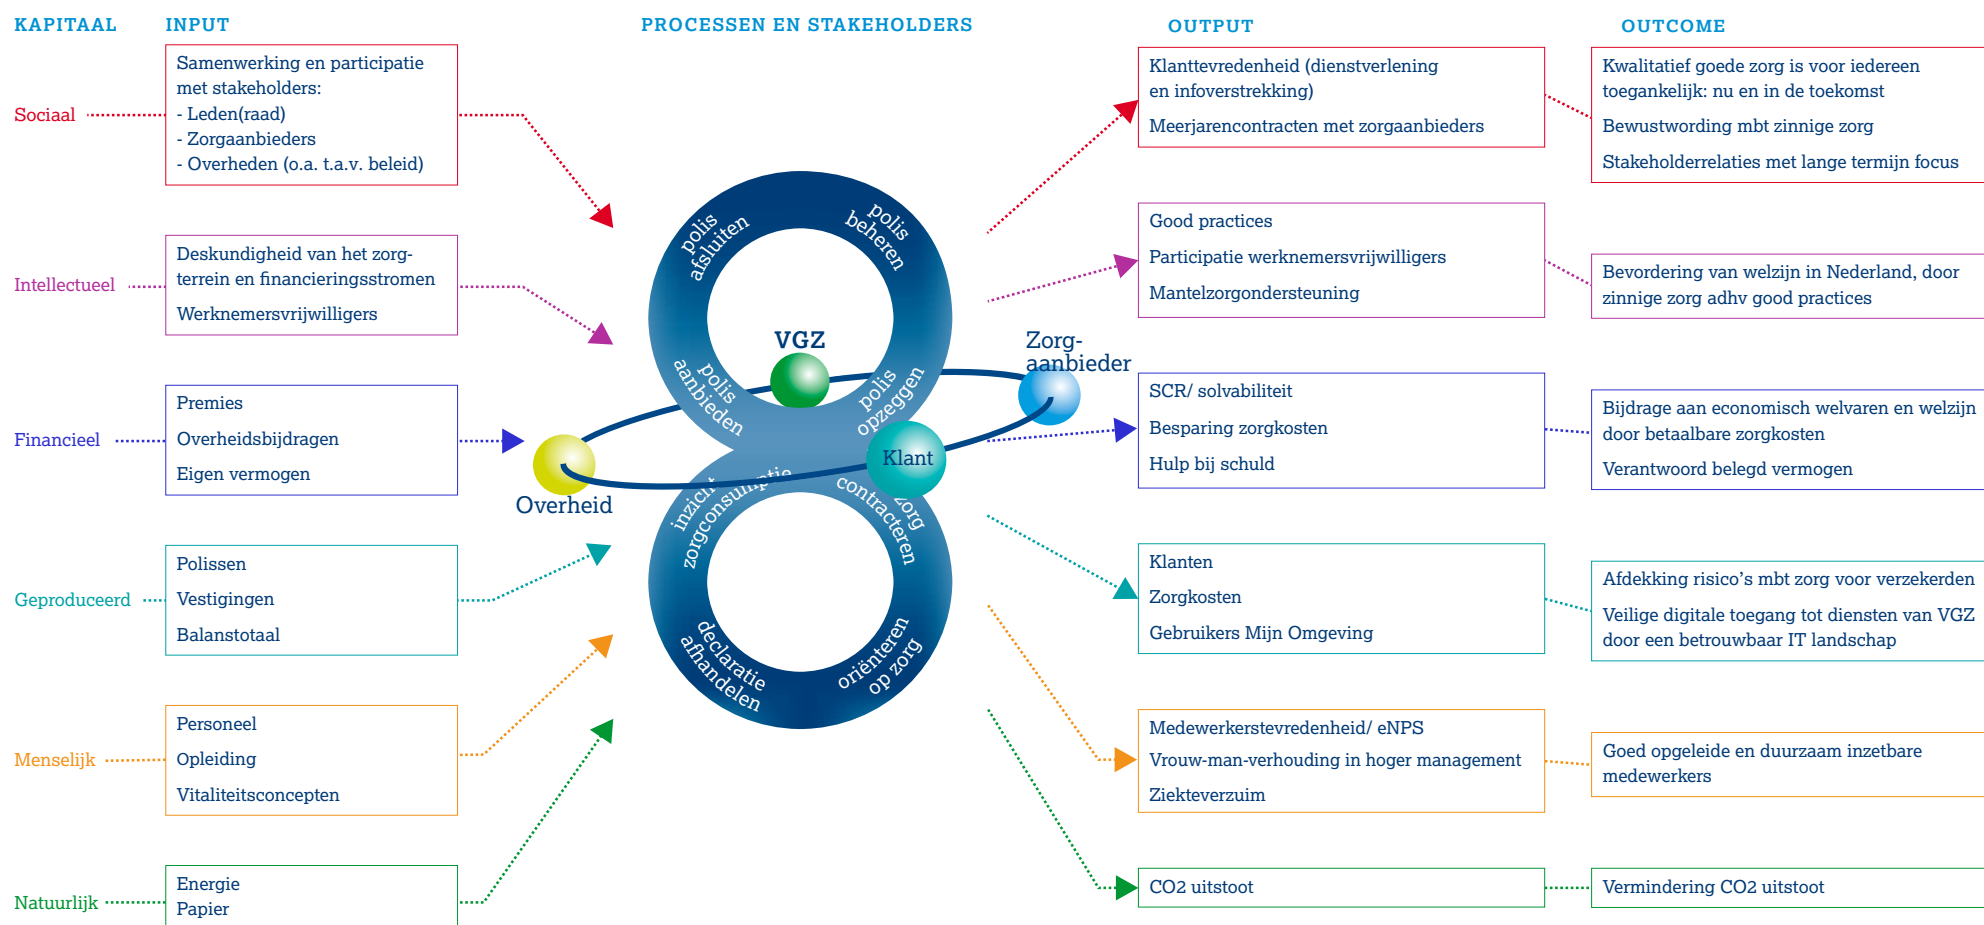 KAPITAAL
INPUT
PROCESSEN EN STAKEHOLDERS
OUTPUT
OUTCOME
Sociaal
Samenwerking en participatie
met stakeholders:
- Leden(raad)
- Zorgaanbieders
- Overheden (o.a. t.a.v. beleid)
Klanttevredenheid (dienstverlening
en infoverstrekking)
Meerjarencontracten met zorgaanbieders
Kwalitatief goede zorg is voor iedereen
toegankelijk: nu en in de toekomst
Bewustwording mbt zinnige zorg
Stakeholderrelaties met lange termijn focus
Intellectueel
Deskundigheid van het zorg-
terrein en financieringsstromen
Werknemersvrijwilligers
Good practices
Participatie werknemersvrijwilligers
Mantelzorgondersteuning
Bevordering van welzijn in Nederland, door
zinnige zorg adhv good practices
Financieel
Premies
Overheidsbijdragen
Eigen vermogen
SCR/ solvabiliteit
Besparing zorgkosten
Hulp bij schuld
Bijdrage aan economisch welvaren en welzijn
door betaalbare zorgkosten
Verantwoord belegd vermogen
Geproduceerd
Polissen
Vestigingen
Balanstotaal
Klanten
Zorgkosten
Gebruikers Mijn Omgeving
Afdekking risico's mbt zorg voor verzekerden
Veilige digitale toegang tot diensten van VGZ
door een betrouwbaar IT landschap
Menselijk
Personeel
Opleiding
Vitaliteitsconcepten
Medewerkerstevredenheid/ eNPS
Vrouw-man-verhouding in hoger management
Ziekteverzuim
Goed opgeleide en duurzaam inzetbare
medewerkers
Natuurlijk
Energie
Papier
CO2 uitstoot
Vermindering CO2 uitstoot
polis
afsluiten
polis
beheren
VGZ
Zorg-
aanbieder
polis
aanbieden
polis
opzeggen
Klant
Overheid
inzicht
zorgconsumptie
zorg
contracteren
declaratie
afhandelen
oriënteren
op zorg